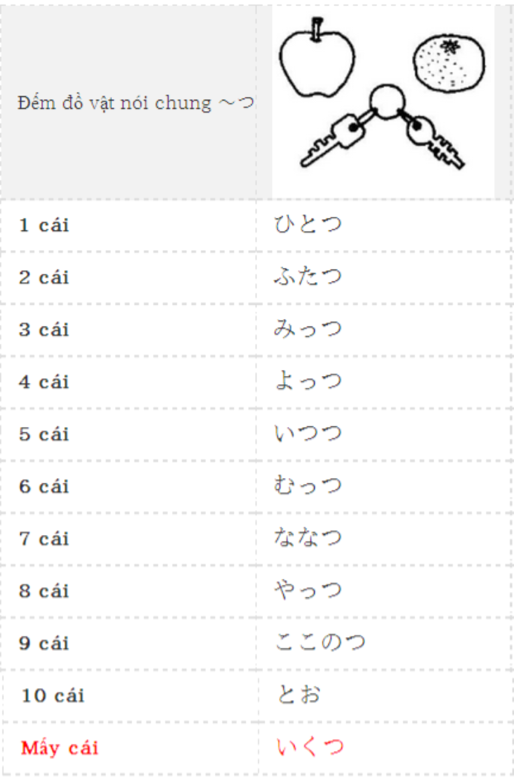 Đếm đồ vật nói chung ～つ
1 cái ひとつ
2 cái ふたつ
3 cái みっつ
4 cái よっつ
5 cái いつつ
6 cái むっつ
7 cái ななつ
8 cái やっつ
9 cái ここのつ
10 cái とお
Mấy cái いくつ